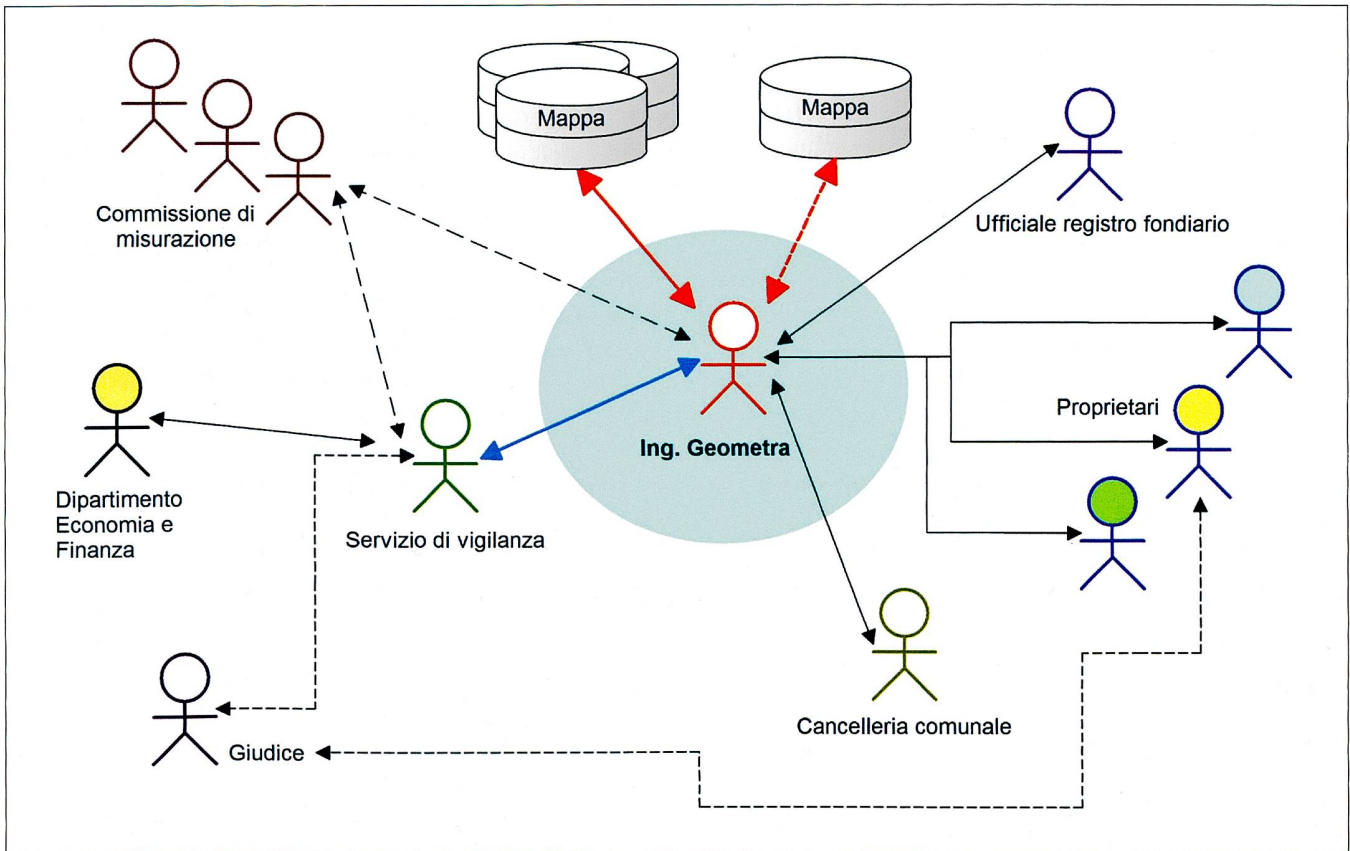 Mappa
Mappa
Commissione di
misurazione
Ufficiale registro fondiario
Proprietari
Ing. Geometra
Dipartimento
Economia e
Finanza
Servizio di vigilanza
Cancelleria comunale
Giudice